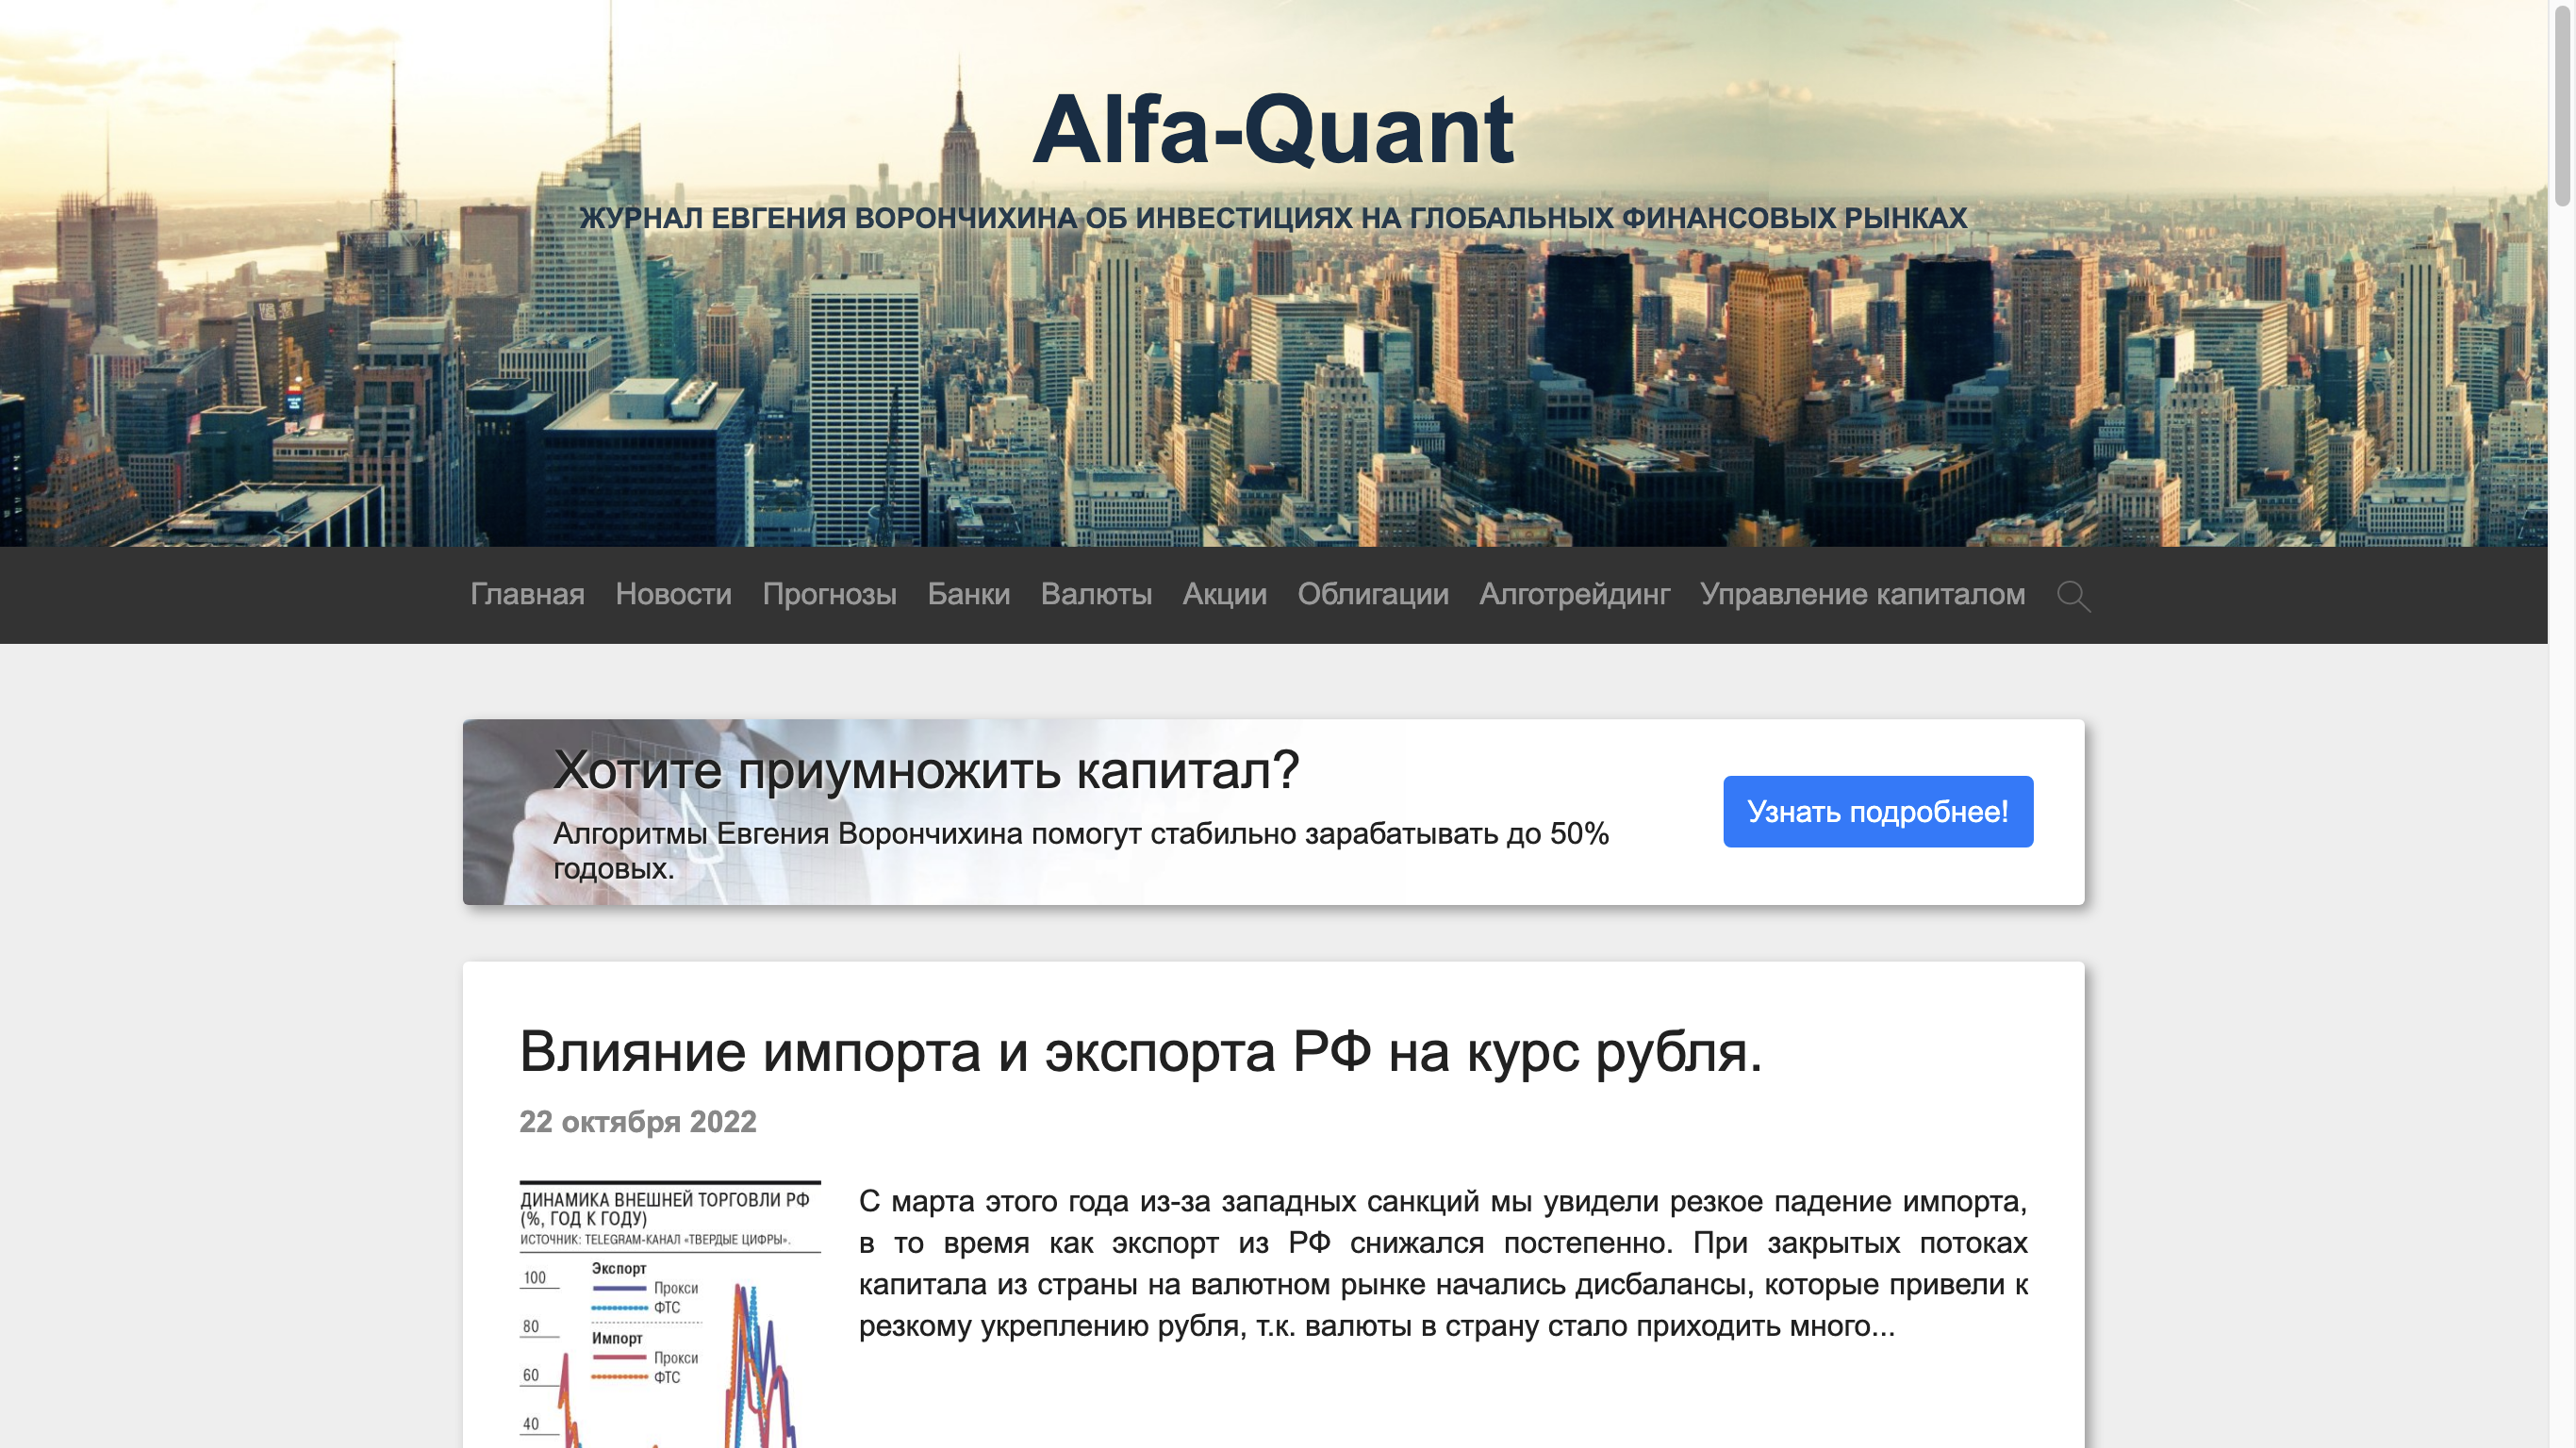 Alfa-Quant
ЖУРНАЛ ЕВГЕНИЯ ВОРОНЧИХИНА ОБ ИНВЕСТИЦИЯХ НА ГЛОБАЛЬНЫХ ФИНАНСОВЫХ РЫНКАХ
Главная Новости Прогнозы Банки Валюты Акции Облигации Алготрейдинг Управление капиталом
Хотите приумножить капитал?
Алгоритмы Евгения Ворончихина помогут стабильно зарабатывать до 50%
годовых.
Узнать подробнее!
Влияние импорта и экспорта РФ на курс рубля.
22 октября 2022
ДИНАМИКА ВНЕШНЕЙ ТОРГОВЛИ РФ
(%, ГОД К ГОДУ)
ИСТОЧНИК: TELEGRAM-КАНАЛ «ТВЕРДЫЕ ЦИФРЫ».
Экспорт
100
Прокси
ФТС
80
Импорт
Прокси
60
ФТС
40
С марта этого года из-за западных санкций мы увидели резкое падение импорта,
в то время как экспорт из РФ снижался постепенно. При закрытых потоках
капитала из страны на валютном рынке начались дисбалансы, которые привели к
резкому укреплению рубля, т.к. валюты в страну стало приходить много...